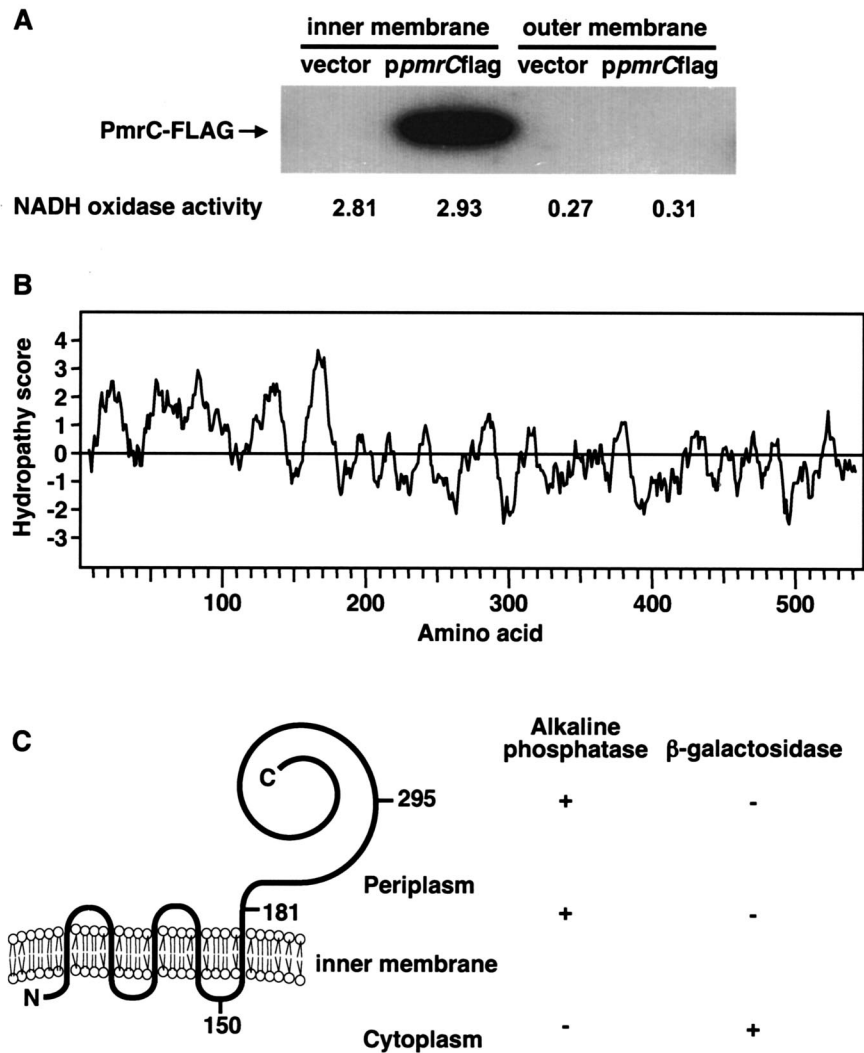 A
inner membrane outer membrane
vector ppmrCflag vector ppmrCflag
PmrC-FLAG
NADH oxidase activity 2.81 2.93 0.27 0.31
B
Hydropathy score
4
3
2
1
0
-1
-2
-3
100 200 300 400 500
Amino acid
C
Alkaline
phosphatase β-galactosidase
C
295 + -
Periplasm
181 + -
inner membrane
N
150
Cytoplasm - +